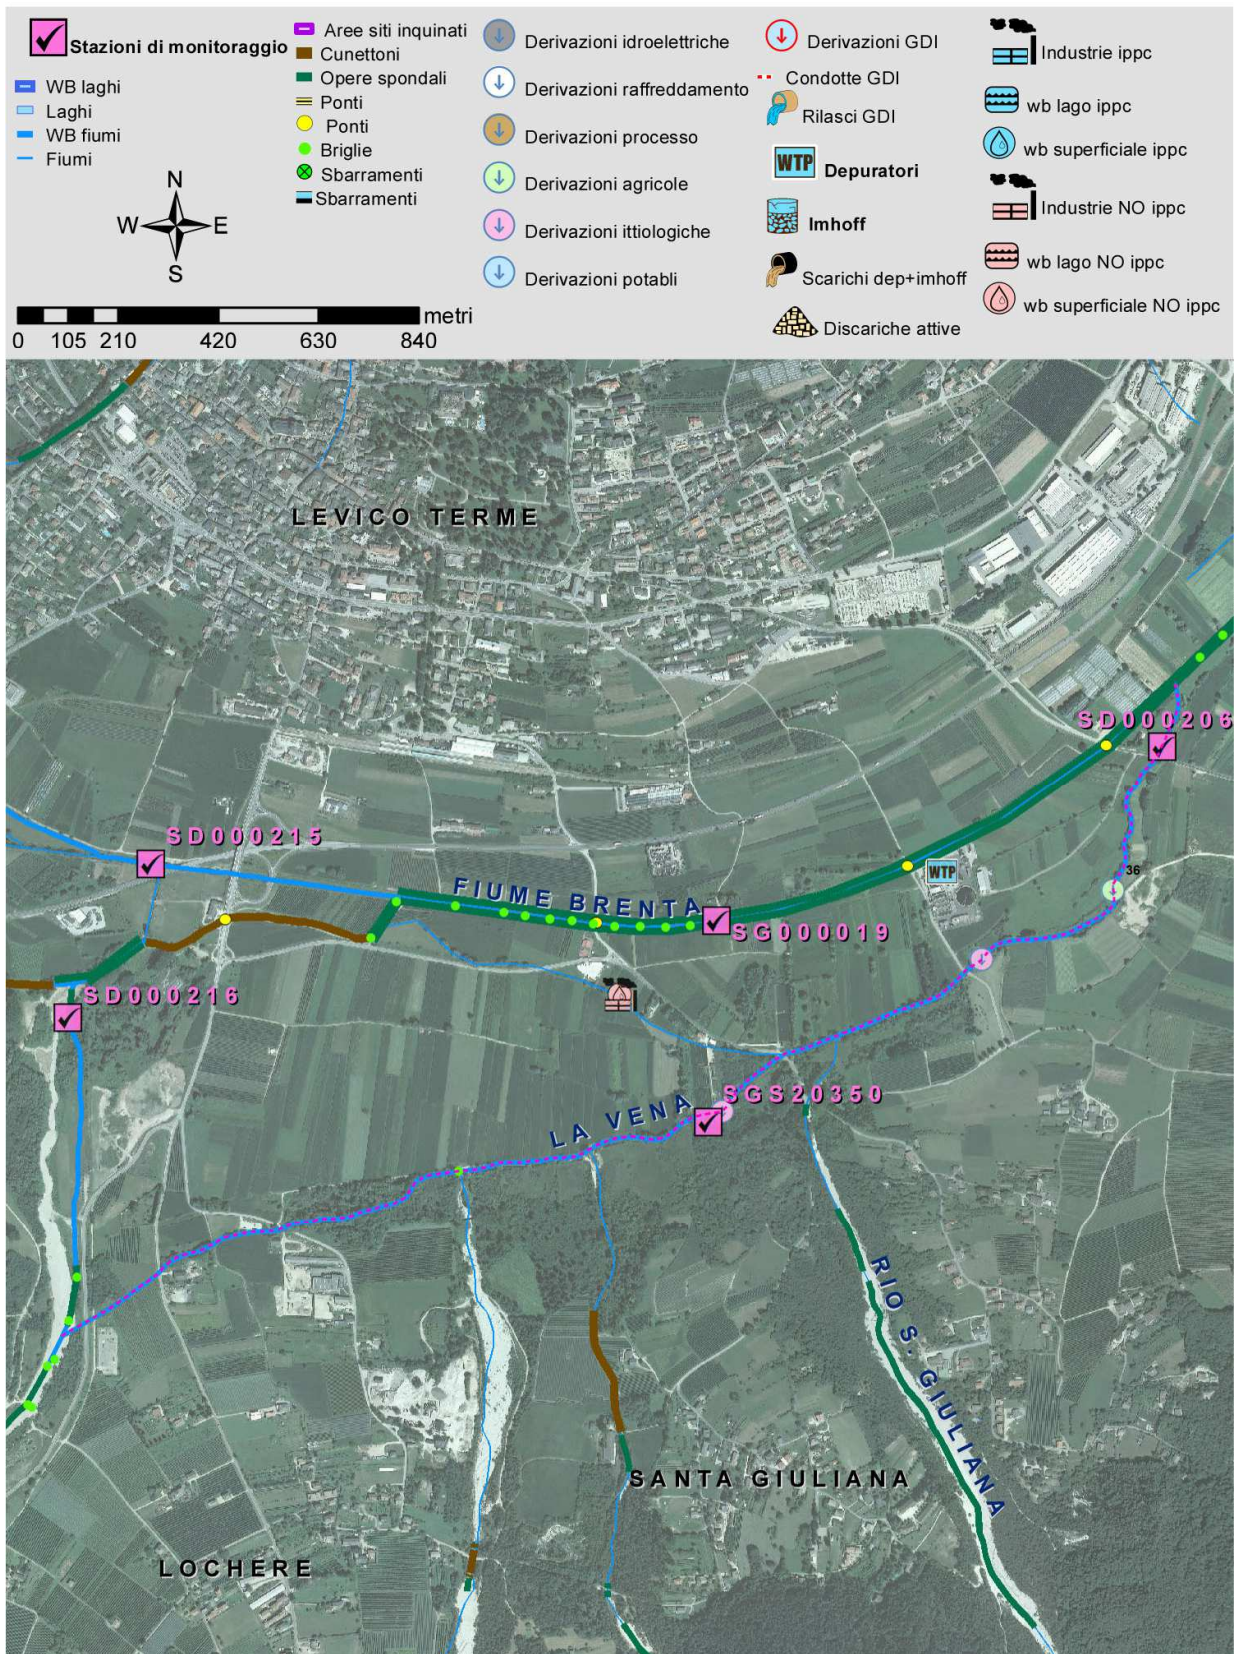 Stazioni di monitoraggio
WB laghi
Laghi
WB fiumi
Fiumi
N
W E
S
metri
0 105 210 420 630 840
Aree siti inquinati
Cunettoni
Opere spondali
Ponti
Ponti
Briglie
Sbarramenti
Sbarramenti
Derivazioni idroelettriche
Derivazioni raffreddamento
Derivazioni processo
Derivazioni agricole
Derivazioni ittiologiche
Derivazioni potabili
Derivazioni GDI
Condotte GDI
Rilasci GDI
WTP Depuratori
Imhoff
Scarichi dep+imhoff
Discariche attive
Industrie ippc
wb lago ippc
wb superficiale ippc
Industrie NO ippc
wb lago NO ippc
wb superficiale NO ippc
LEVICO TERME
SD000206
SD000215
36
WTP
FIUME BRENTA
SG000019
SD000216
SGS20350
LA VENA
RIO S. GIULIANA
SANTA GIULIANA
LOCHERE